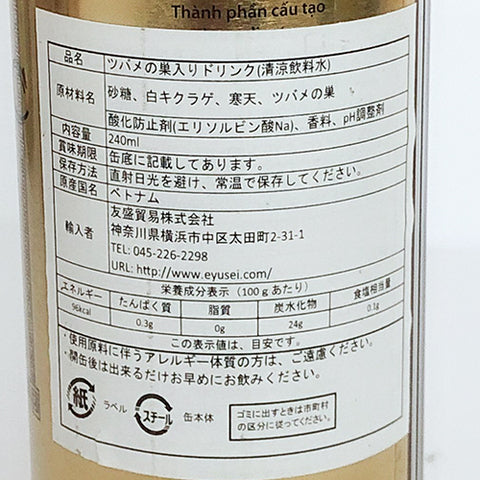 Thành phần cấu tạo
品名 ツバメの巣入りドリンク(清涼飲料水)
原材料名 砂糖、白キクラゲ、寒天、ツバメの巣
酸化防止剤(エリソルビン酸Na)、香料、pH調整剤
内容量 240ml
賞味期限 缶底に記載してあります。
保存方法 直射日光を避け、常温で保存してください。
原産国名 ベトナム
輸入者 友盛貿易株式会社
神奈川県横浜市中区太田町2-31-1
TEL: 045-226-2298
URL: http://www.eyusei.com/
栄養成分表示（100ｇあたり）
エネルギー たんぱく質 脂質 炭水化物 食塩相当量
96kcal 0.3g 0g 24g 0.1g
この表示値は、目安です。
・使用原料に伴うアレルギー体質の方は、ご遠慮ください。
・開缶後は出来るだけお早めにお飲みください。
紙 ラベル スチール 缶本体
ゴミに出すときは市町村
の区分に従ってください。